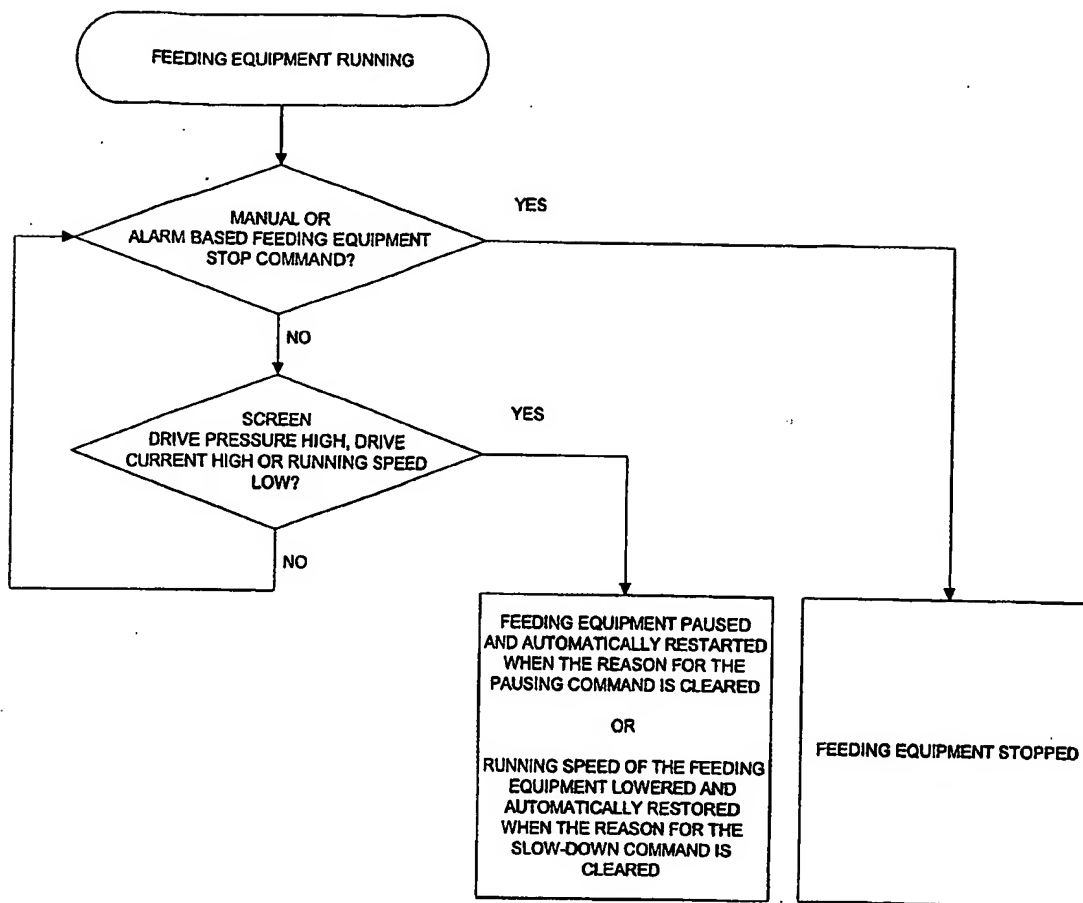 FEEDING EQUIPMENT RUNNING
MANUAL OR
ALARM BASED FEEDING EQUIPMENT
STOP COMMAND?
YES
NO
SCREEN
DRIVE PRESSURE HIGH, DRIVE
CURRENT HIGH OR RUNNING SPEED
LOW?
YES
NO
FEEDING EQUIPMENT PAUSED
AND AUTOMATICALLY RESTARTED
WHEN THE REASON FOR THE
PAUSING COMMAND IS CLEARED
OR
RUNNING SPEED OF THE FEEDING
EQUIPMENT LOWERED AND
AUTOMATICALLY RESTORED
WHEN THE REASON FOR THE
SLOW-DOWN COMMAND IS
CLEARED
FEEDING EQUIPMENT STOPPED